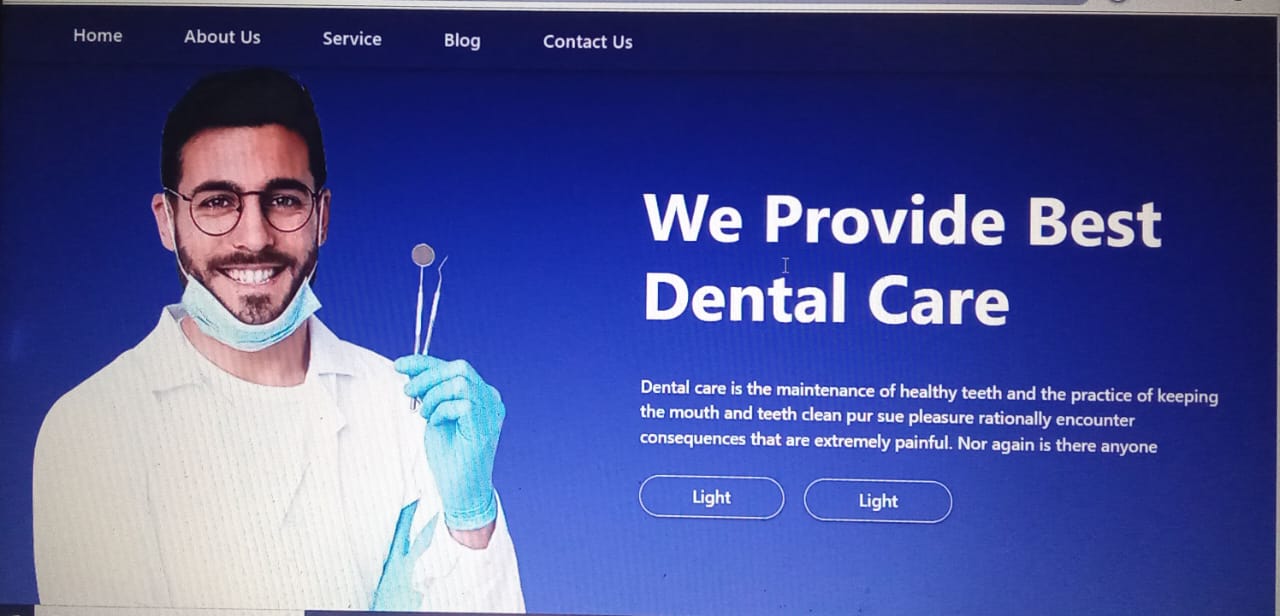 Home About Us Service Blog Contact Us
We Provide Best
Dental Care
Dental care is the maintenance of healthy teeth and the practice of keeping
the mouth and teeth clean pur sue pleasure rationally encounter
consequences that are extremely painful. Nor again is there anyone
Light Light